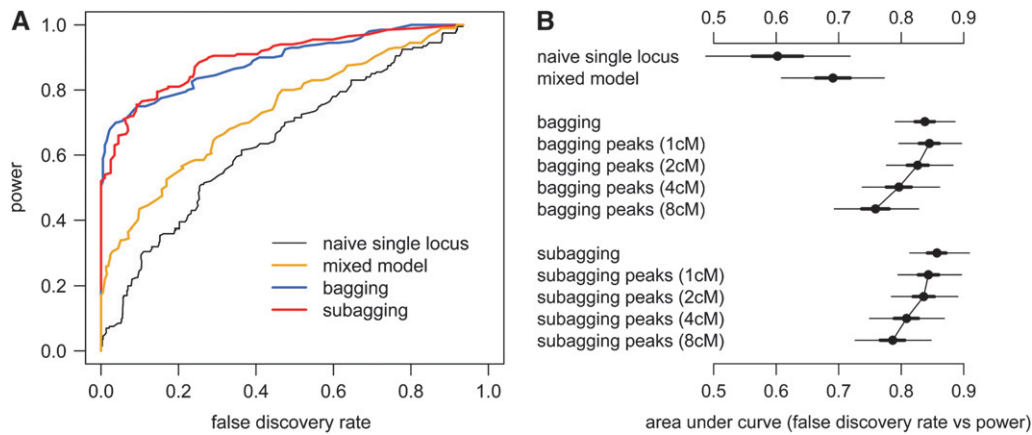 A
1.0
0.8
0.6
0.4
0.2
0.0
power
naive single locus
mixed model
bagging
subagging
0.0 0.2 0.4 0.6 0.8 1.0
false discovery rate
B
0.5 0.6 0.7 0.8 0.9
naive single locus
mixed model
bagging
bagging peaks (1cM)
bagging peaks (2cM)
bagging peaks (4cM)
bagging peaks (8cM)
subagging
subagging peaks (1cM)
subagging peaks (2cM)
subagging peaks (4cM)
subagging peaks (8cM)
0.5 0.6 0.7 0.8 0.9
area under curve (false discovery rate vs power)